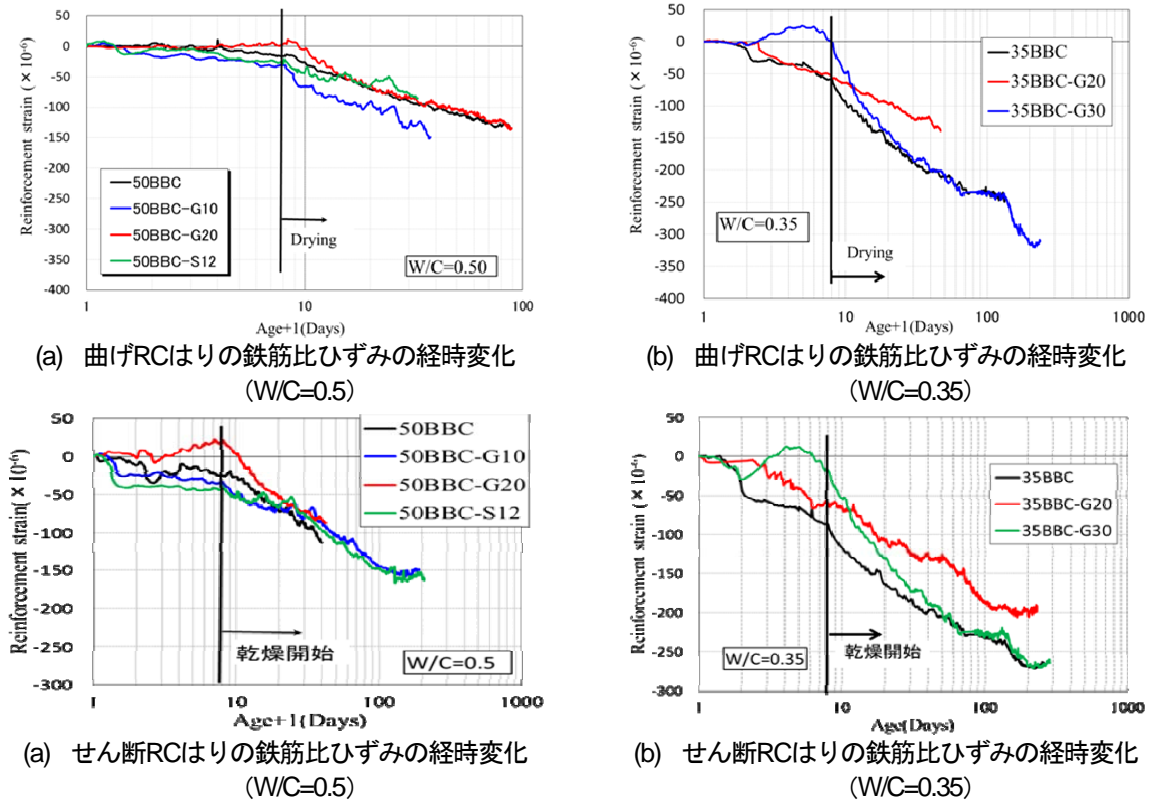 50
0
-50
-100
-150
-200
-250
-300
-350
-400
Reinforcement strain (× 10⁻⁶)
50BBC
50BBC-G10
50BBC-G20
50BBC-S12
Drying
W/C=0.50
1
10
100
Age+1(Days)
(a) 曲げRCはりの鉄筋比ひずみの経時変化
(W/C=0.5)
50
0
-50
-100
-150
-200
-250
-300
-350
-400
Reinforcement strain (× 10⁻⁶)
35BBC
35BBC-G20
35BBC-G30
W/C=0.35
Drying
1
10
100
1000
Age+1(Days)
(b) 曲げRCはりの鉄筋比ひずみの経時変化
(W/C=0.35)
50
0
-50
-100
-150
-200
-250
-300
Reinforcement strain(× 10⁻⁶)
50BBC
50BBC-G10
50BBC-G20
50BBC-S12
乾燥開始
W/C=0.5
1
10
100
1000
Age+1(Days)
(a) せん断RCはりの鉄筋比ひずみの経時変化
(W/C=0.5)
50
0
-50
-100
-150
-200
-250
-300
Reinforcement strain (× 10⁻⁶)
35BBC
35BBC-G20
35BBC-G30
W/C=0.35
乾燥開始
1
10
100
1000
Age(Days)
(b) せん断RCはりの鉄筋比ひずみの経時変化
(W/C=0.35)